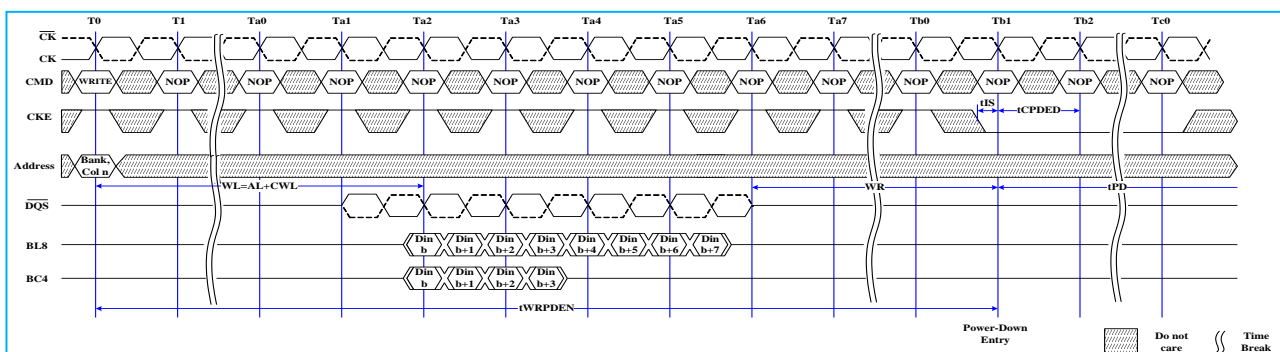 T0 T1 Ta0 Ta1 Ta2 Ta3 Ta4 Ta5 Ta6 Ta7 Tb0 Tb1 Tb2 Tc0
CK
CK
CMD WRITE NOP NOP NOP NOP NOP NOP NOP NOP NOP NOP NOP NOP NOP
tIS
tCPDED
CKE
Address Bank,
Col n
WL=AL+CWL WR tPD
DQS
BL8 Din b Din b+1 Din b+2 Din b+3 Din b+4 Din b+5 Din b+6 Din b+7
BC4 Din b Din b+1 Din b+2 Din b+3
tWRPDEN
Power-Down
Entry
Do not
care
Time
Break